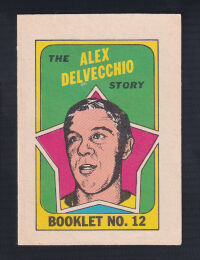 THE ALEX
DELVECCHIO
STORY
BOOKLET NO. 12